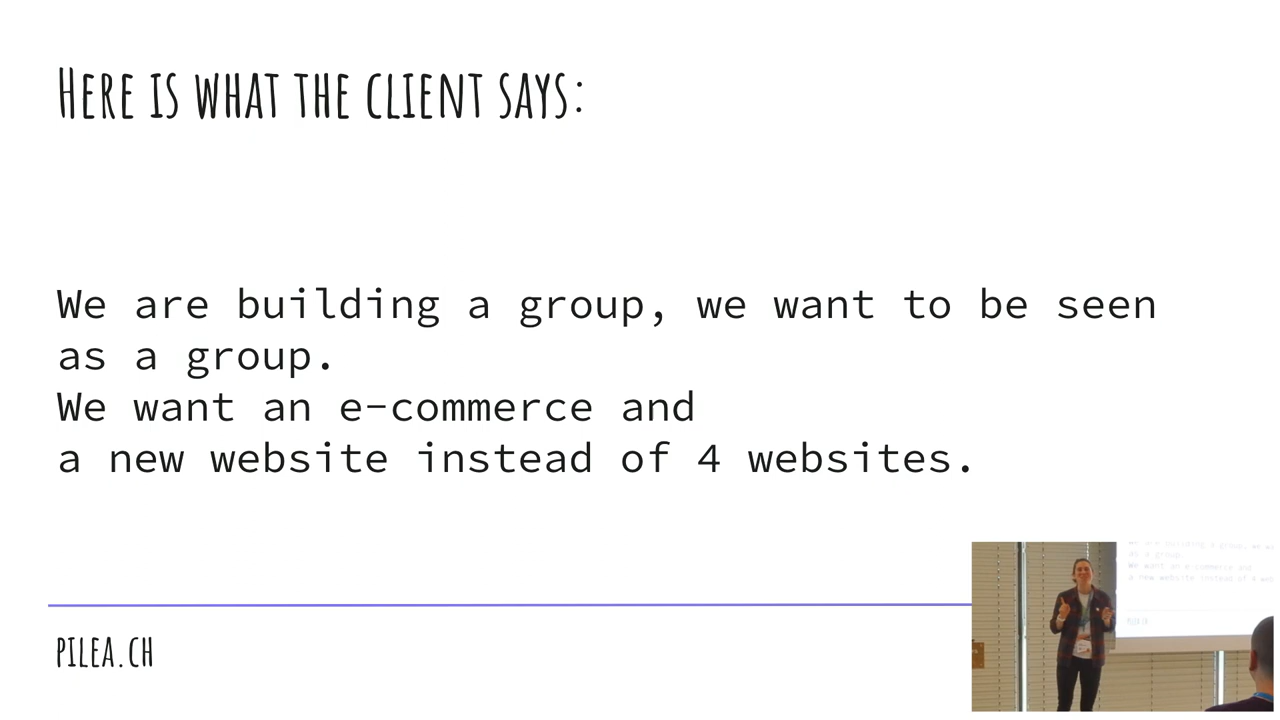 Here is what the client says:
We are building a group, we want to be seen
as a group.
We want an e-commerce and
a new website instead of 4 websites.
PILEA.CH